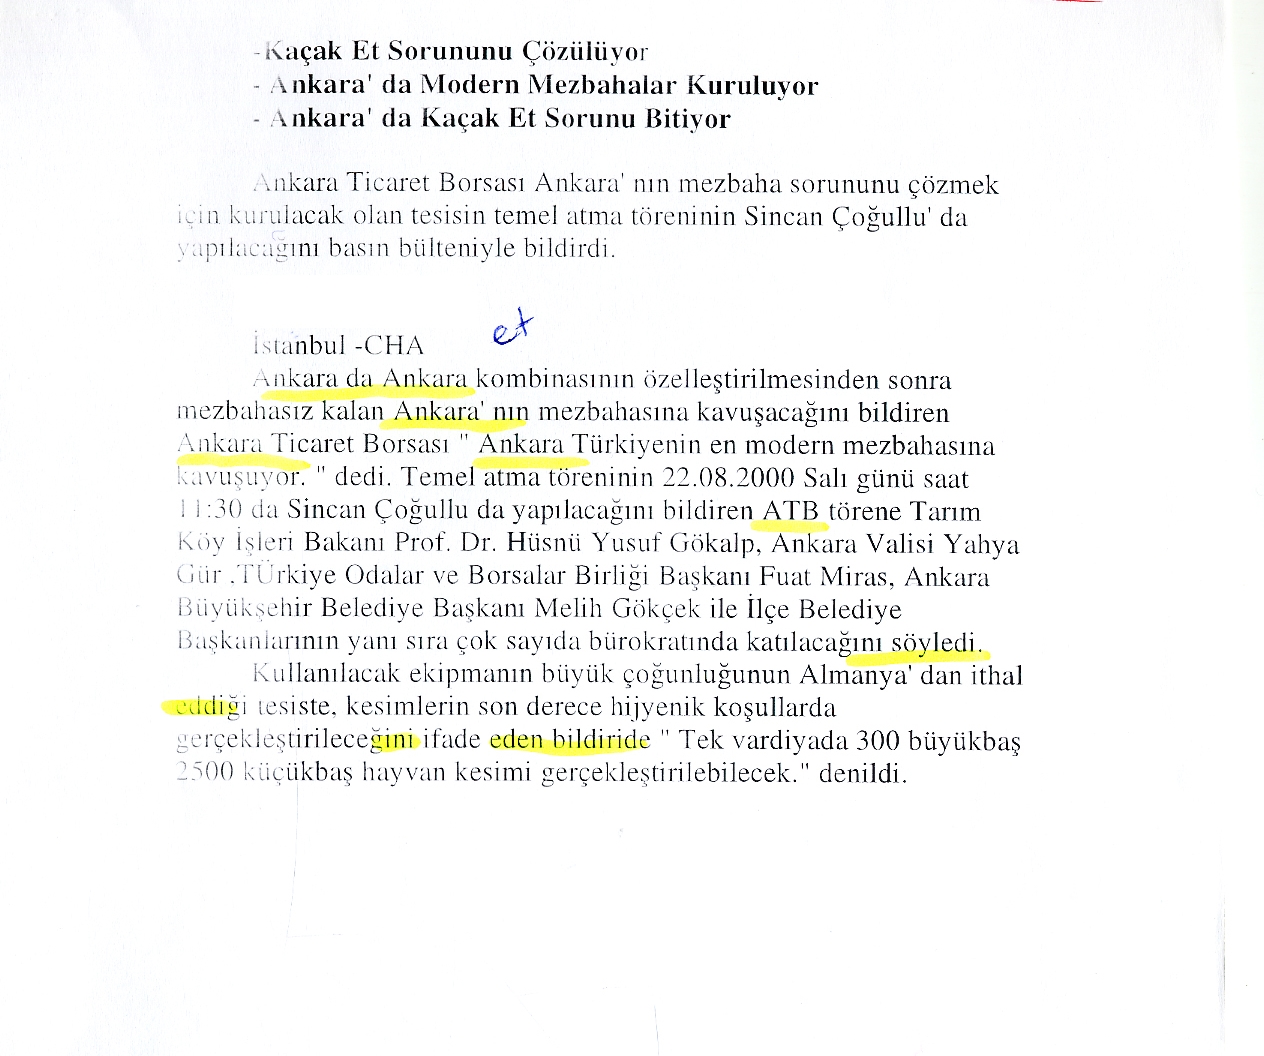 -Kaçak Et Sorununu Çözülüyor
- Ankara' da Modern Mezbahalar Kuruluyor
- Ankara' da Kaçak Et Sorunu Bitiyor
Ankara Ticaret Borsası Ankara' nın mezbaha sorununu çözmek
için kurulacak olan tesisin temel atma töreninin Sincan Çoğullu' da
yapılacağını basın bülteniyle bildirdi.
et
İstanbul -CHA
Ankara da Ankara kombinasının özelleştirilmesinden sonra
mezbahasız kalan Ankara' nın mezbahasına kavuşacağını bildiren
Ankara Ticaret Borsası " Ankara Türkiyenin en modern mezbahasına
kavuşuyor. " dedi. Temel atma töreninin 22.08.2000 Salı günü saat
11:30 da Sincan Çoğullu da yapılacağını bildiren ATB törene Tarım
Köy İşleri Bakanı Prof. Dr. Hüsnü Yusuf Gökalp, Ankara Valisi Yahya
Gür .TÜrkiye Odalar ve Borsalar Birliği Başkanı Fuat Miras, Ankara
Büyükşehir Belediye Başkanı Melih Gökçek ile İlçe Belediye
Başkanlarının yanı sıra çok sayıda bürokratında katılacağını söyledi.
Kullanılacak ekipmanın büyük çoğunluğunun Almanya' dan ithal
eddiği tesiste, kesimlerin son derece hijyenik koşullarda
gerçekleştirileceğini ifade eden bildiride " Tek vardiyada 300 büyükbaş
2500 küçükbaş hayvan kesimi gerçekleştirilebilecek." denildi.